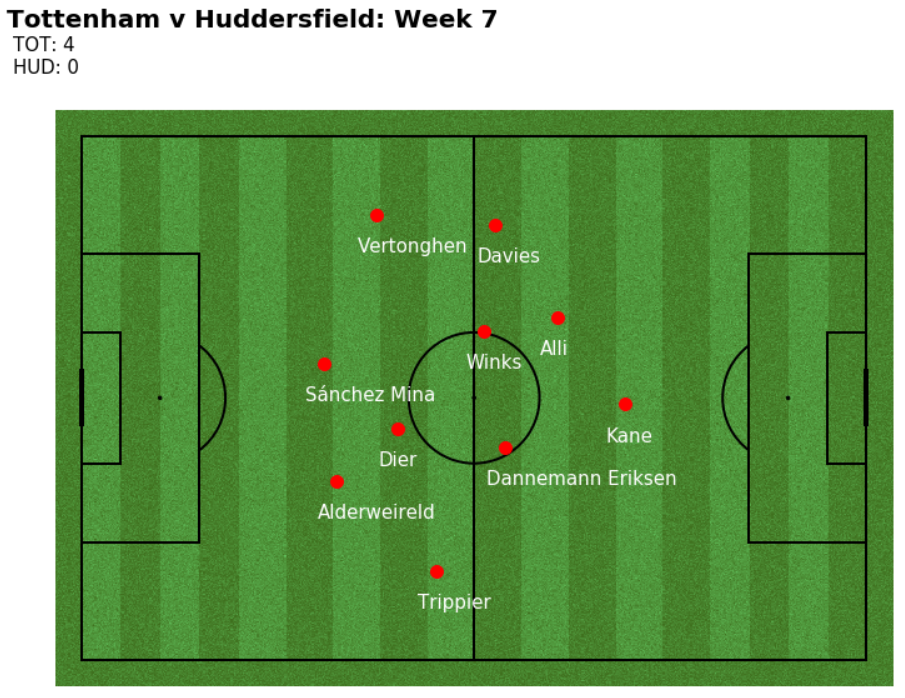 Tottenham v Huddersfield: Week 7
TOT: 4
HUD: 0
Vertonghen
Davies
Winks
Alli
Sánchez Mina
Kane
Dier
Dannemann Eriksen
Alderweireld
Trippier